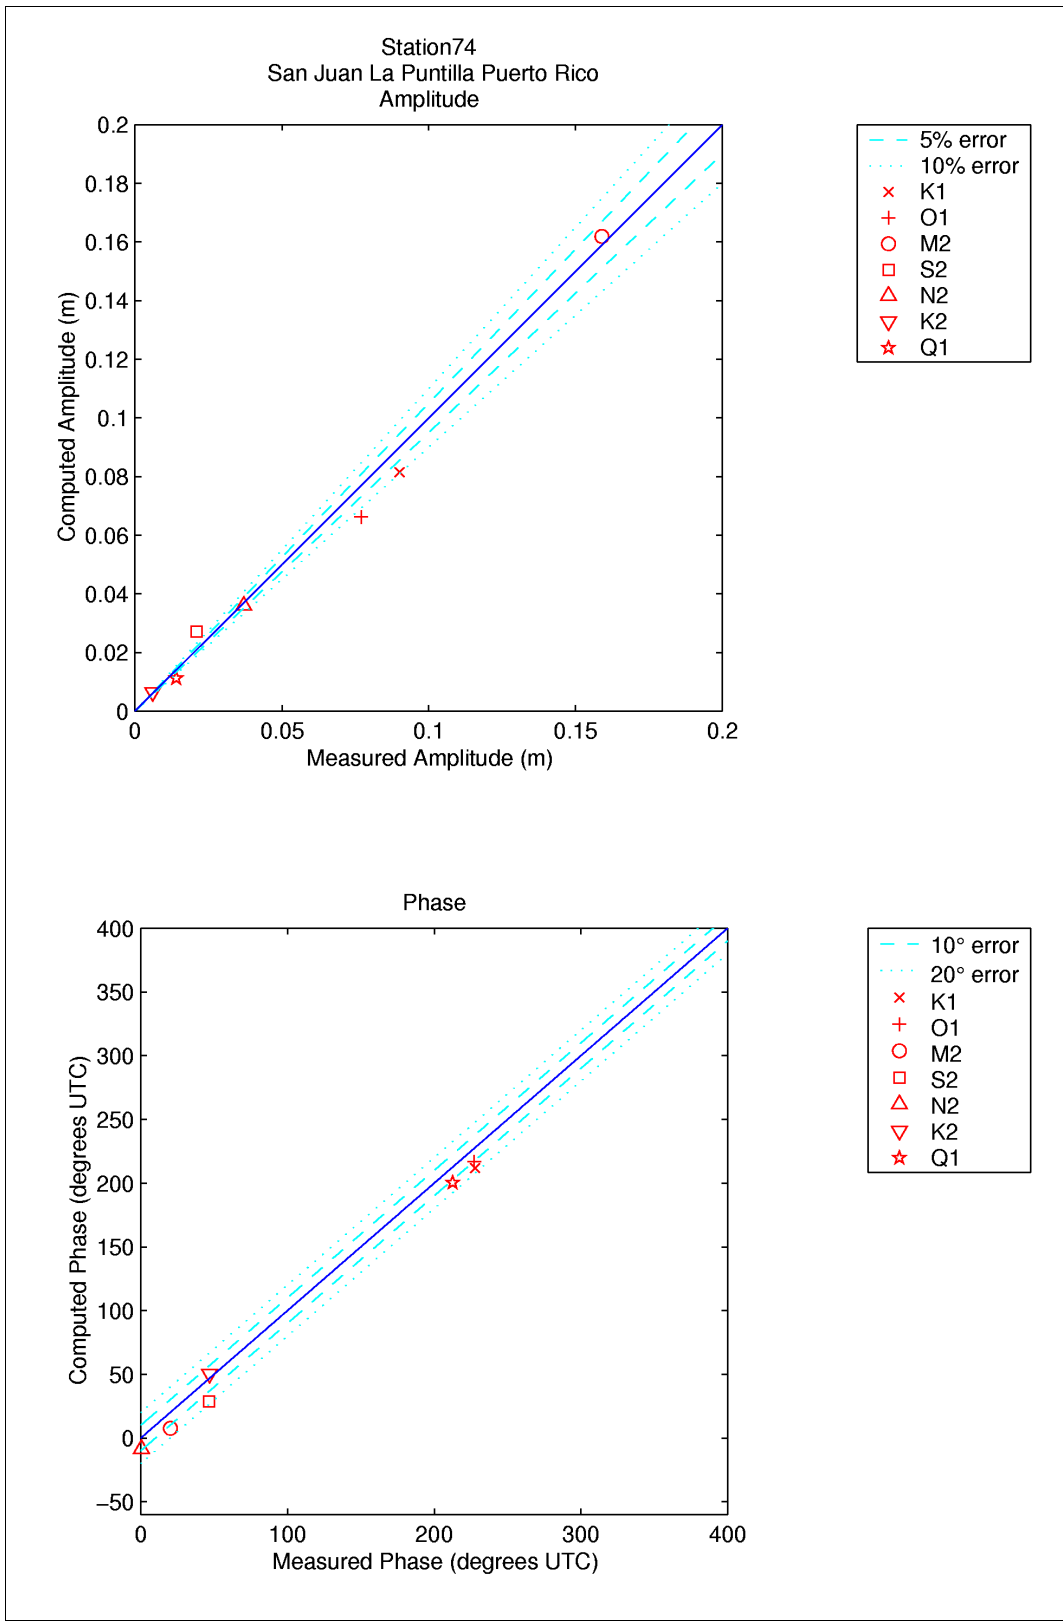 Station74
San Juan La Puntilla Puerto Rico
Amplitude
0.2
0.18
0.16
0.14
0.12
0.1
0.08
0.06
0.04
0.02
0
Computed Amplitude (m)
0
0.05
0.1
0.15
0.2
Measured Amplitude (m)
5% error
10% error
K1
O1
M2
S2
N2
K2
Q1
Phase
400
350
300
250
200
150
100
50
0
−50
Computed Phase (degrees UTC)
0
100
200
300
400
Measured Phase (degrees UTC)
10° error
20° error
K1
O1
M2
S2
N2
K2
Q1